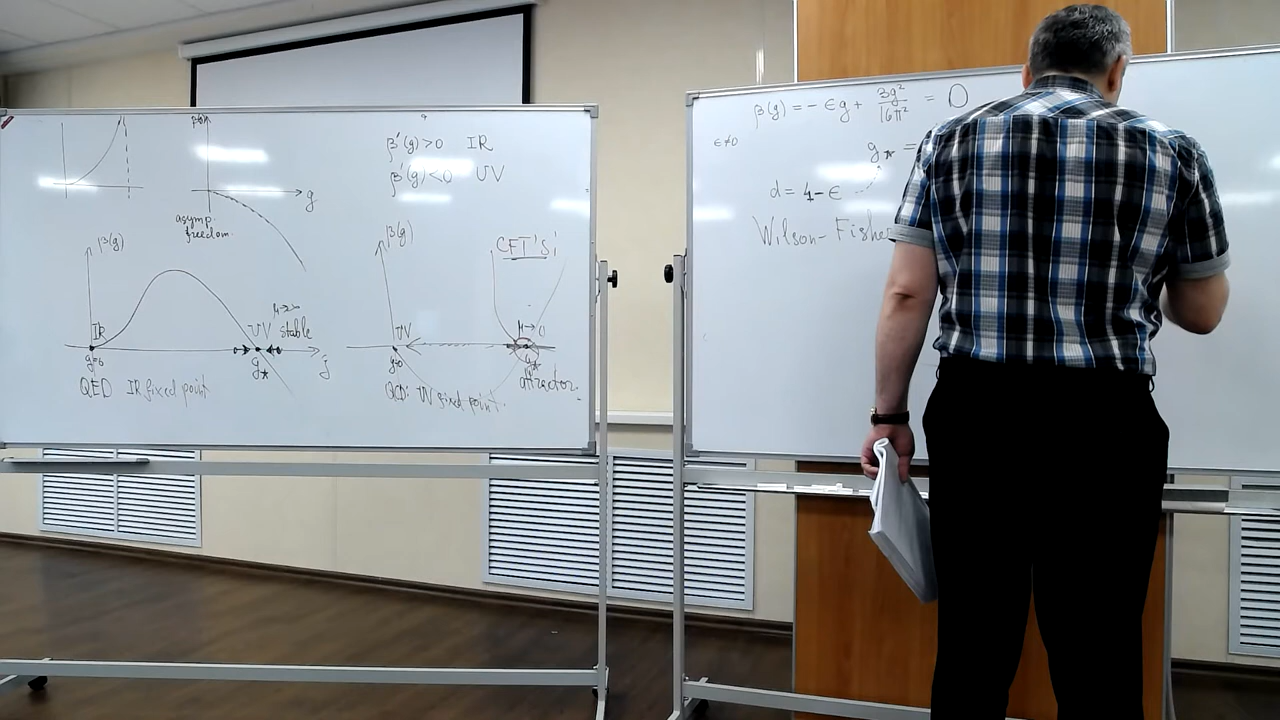 β(g)
g
asymp.
freedom.
β'(g)>0 IR
β'(g)<0 UV
β(g)
IR
g=0
μ→∞
UV stable
g*
g
QED IR fixed point
β(g)
CFT's!
UV
g=0
μ→0
g*
attractor.
QCD: UV fixed point.
β(g) = - ϵg + 3g²/16π² = 0
ϵ≠0
g* =
d = 4-ϵ
Wilson-Fisher